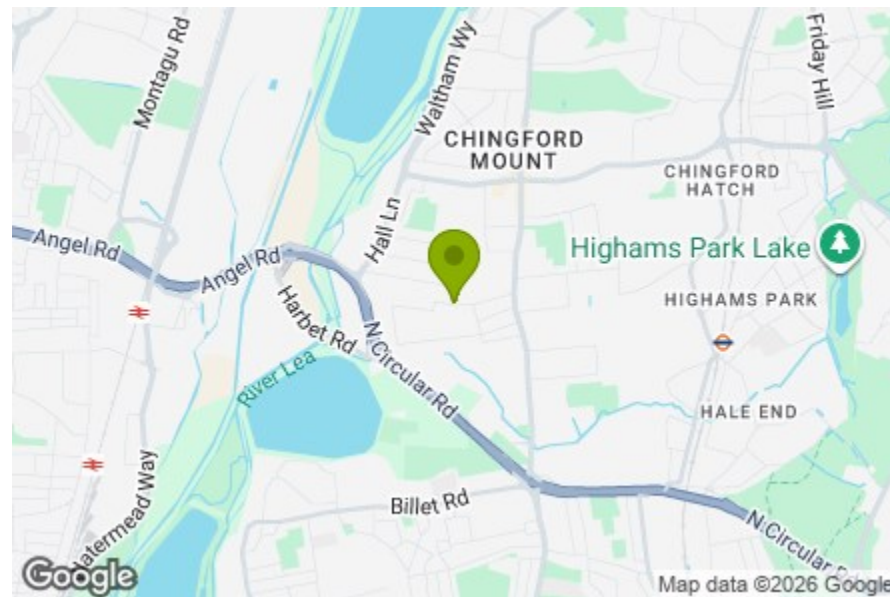 Montagu Rd
Waltham Wy
Friday Hill
CHINGFORD
MOUNT
CHINGFORD
HATCH
Hall Ln
Angel Rd
Angel Rd
Highams Park Lake
HIGHAMS PARK
Harbet Rd
N Circular Rd
River Lea
HALE END
Billet Rd
Watermead Way
N Circular Rd
Google
Map data ©2026 Google